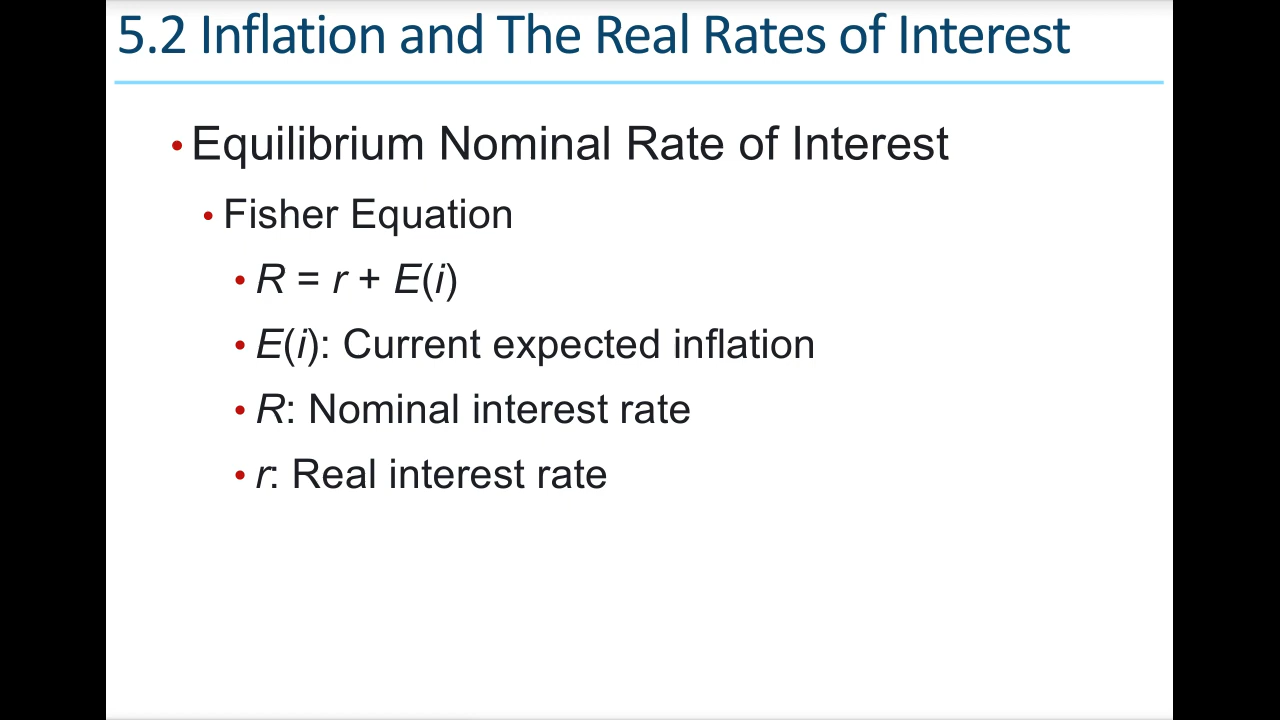 5.2 Inflation and The Real Rates of Interest
• Equilibrium Nominal Rate of Interest
• Fisher Equation
• R = r + E(i)
• E(i): Current expected inflation
• R: Nominal interest rate
• r: Real interest rate